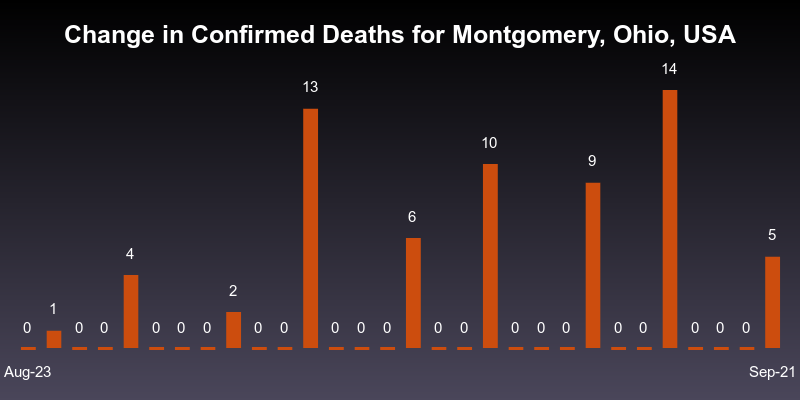 Change in Confirmed Deaths for Montgomery, Ohio, USA
0 1 0 0 4 0 0 0 2 0 0 13 0 0 0 6 0 0 10 0 0 0 9 0 0 14 0 0 0 5
Aug-23 Sep-21